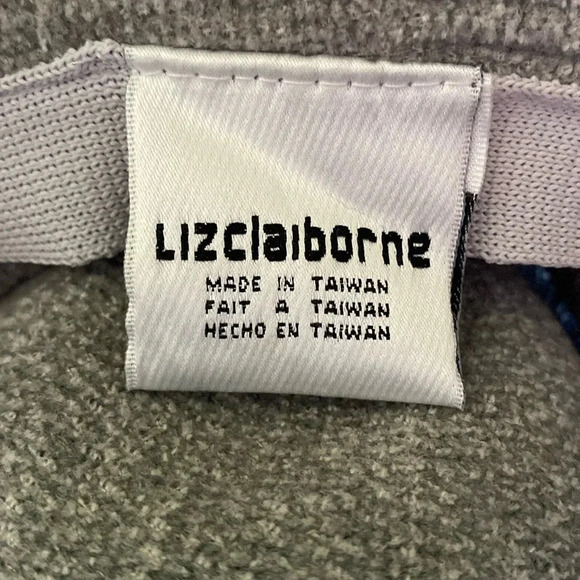 Lizclaiborne
MADE IN TAIWAN
FAIT A TAIWAN
HECHO EN TAIWAN